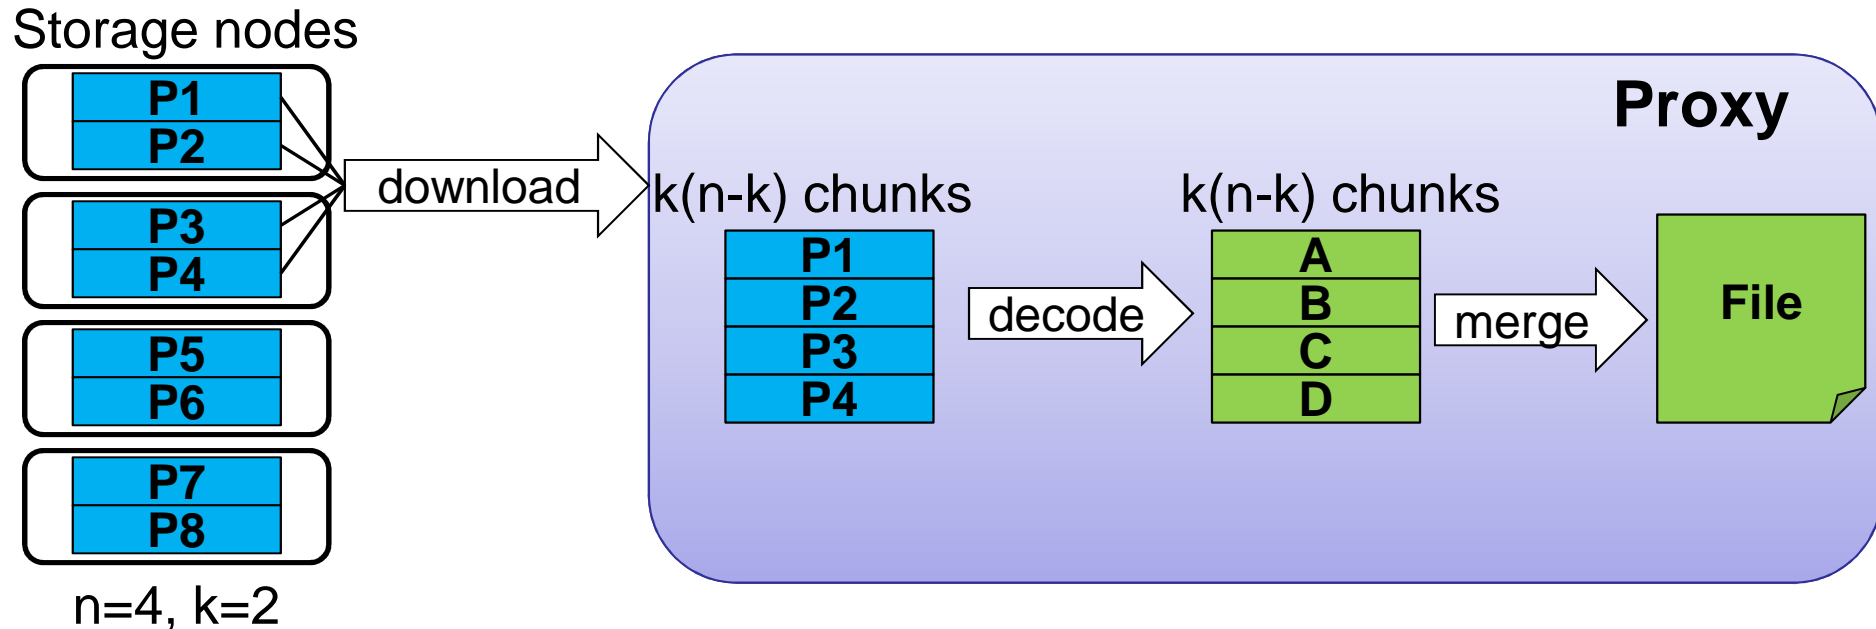 Storage nodes
P1
P2
P3
P4
P5
P6
P7
P8
n=4, k=2
download
Proxy
k(n-k) chunks
P1
P2
P3
P4
decode
k(n-k) chunks
A
B
C
D
merge
File